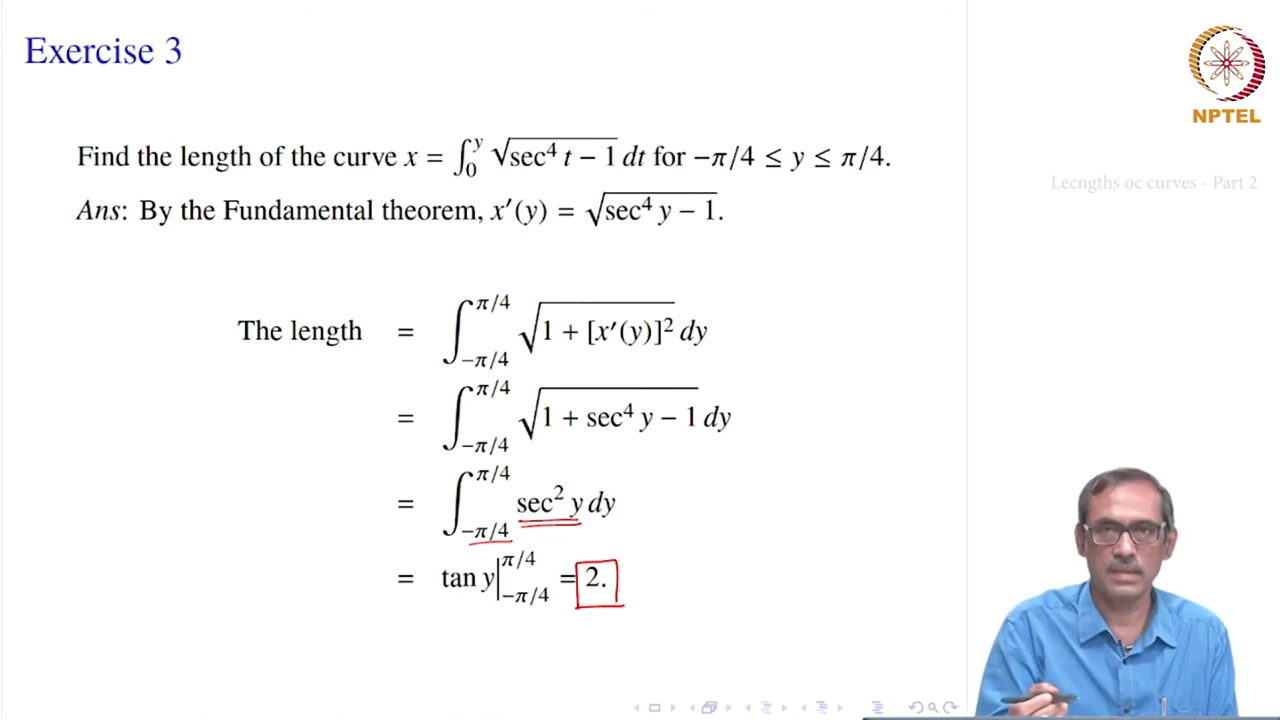 Exercise 3
NPTEL
Find the length of the curve x = ∫₀ʸ √(sec⁴ t − 1) dt for −π/4 ≤ y ≤ π/4.
Lecngths oc curves - Part 2
Ans: By the Fundamental theorem, x′(y) = √(sec⁴ y − 1).
The length = ∫_{−π/4}^{π/4} √(1 + [x′(y)]²) dy
= ∫_{−π/4}^{π/4} √(1 + sec⁴ y − 1) dy
= ∫_{−π/4}^{π/4} sec² y dy
= tan y|_{−π/4}^{π/4} = 2.